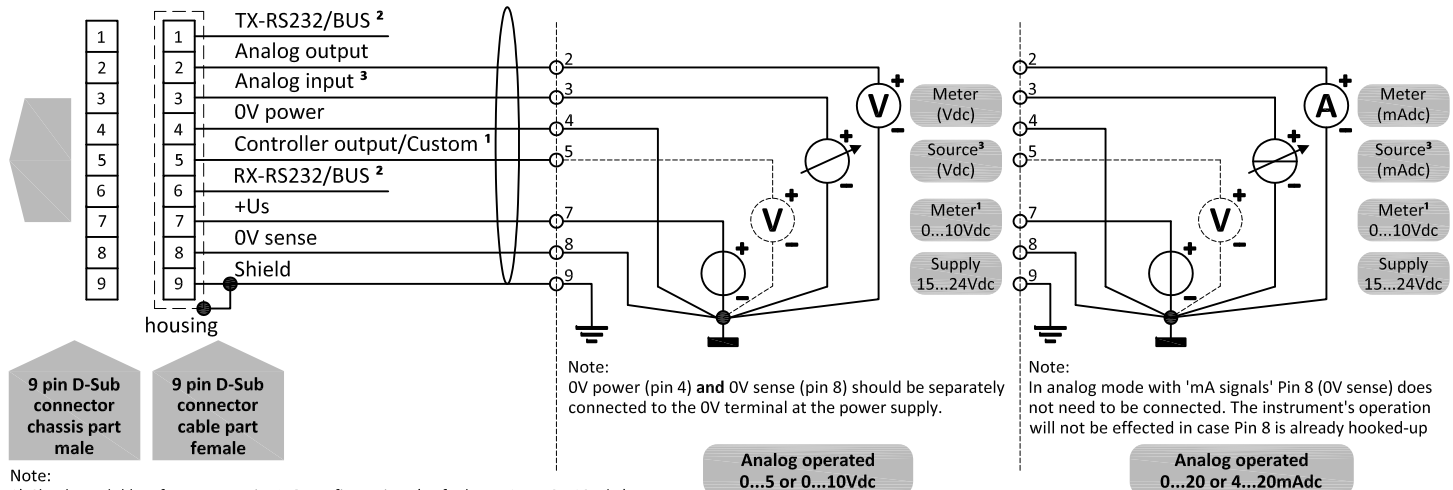 TX-RS232/BUS ²
Analog output
Analog input ³
0V power
Controller output/Custom ¹
RX-RS232/BUS ²
+Us
0V sense
Shield
1
2
3
4
5
6
7
8
9
1
2
3
4
5
6
7
8
9
housing
9 pin D-Sub
connector
chassis part
male
9 pin D-Sub
connector
cable part
female
2
3
4
5
7
8
9
V
+
-
+
-
V
+
-
+
-
Meter
(Vdc)
Source³
(Vdc)
Meter¹
0...10Vdc
Supply
15...24Vdc
Note:
0V power (pin 4) and 0V sense (pin 8) should be separately
connected to the 0V terminal at the power supply.
Analog operated
0...5 or 0...10Vdc
2
3
4
5
7
8
9
A
+
-
+
-
V
+
-
+
-
Meter
(mAdc)
Source³
(mAdc)
Meter¹
0...10Vdc
Supply
15...24Vdc
Note:
In analog mode with 'mA signals' Pin 8 (0V sense) does
not need to be connected. The instrument's operation
will not be effected in case Pin 8 is already hooked-up
Analog operated
0...20 or 4...20mAdc
Note: